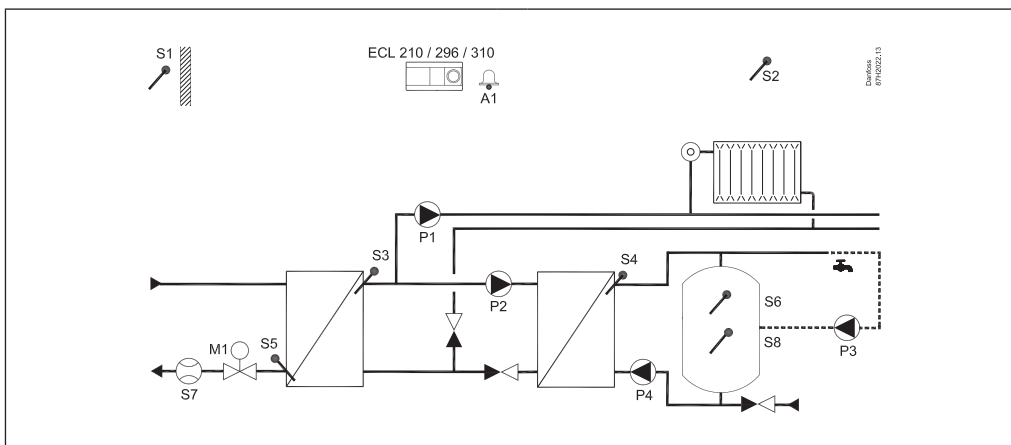 S1
ECL 210 / 296 / 310
A1
S2
Danfoss
87H2022.13
P1
S3
S4
P2
S6
S8
P3
M1
S5
S7
P4